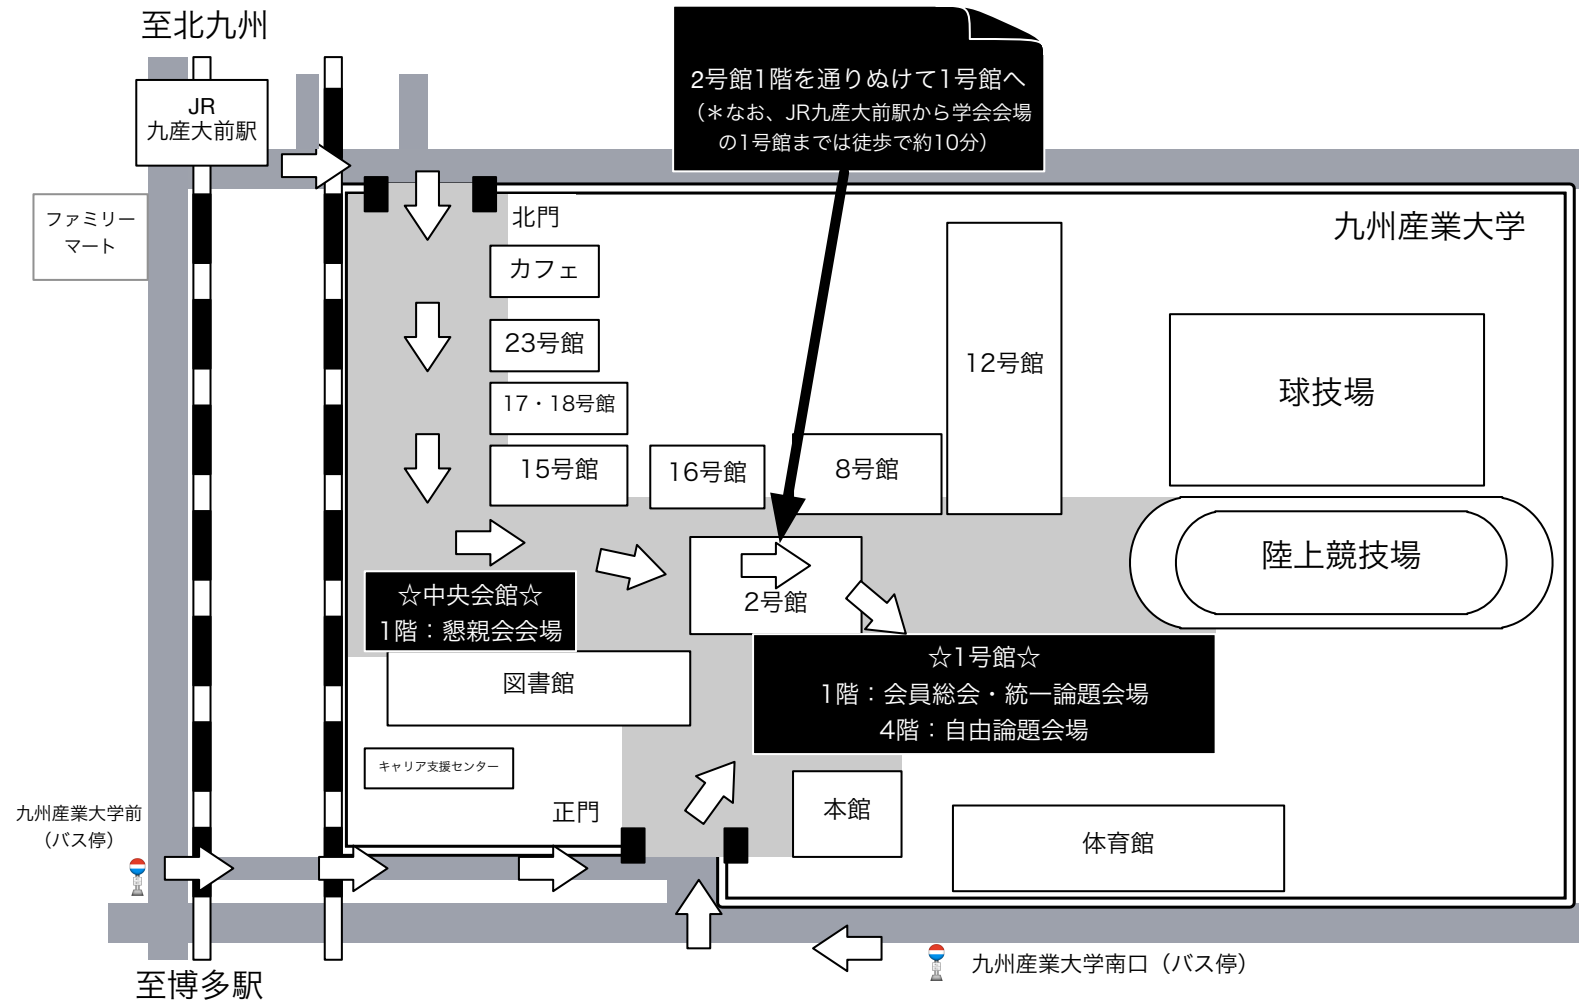 至北九州
JR
九産大前駅
2号館1階を通りぬけて1号館へ
（＊なお、JR九産大前駅から学会会場
の1号館までは徒歩で約10分）
ファミリー
マート
北門
九州産業大学
カフェ
23号館
12号館
17・18号館
球技場
15号館
16号館
8号館
陸上競技場
2号館
☆中央会館☆
1階：懇親会会場
☆1号館☆
1階：会員総会・統一論題会場
4階：自由論題会場
図書館
キャリア支援センター
九州産業大学前
（バス停）
正門
本館
体育館
九州産業大学南口（バス停）
至博多駅